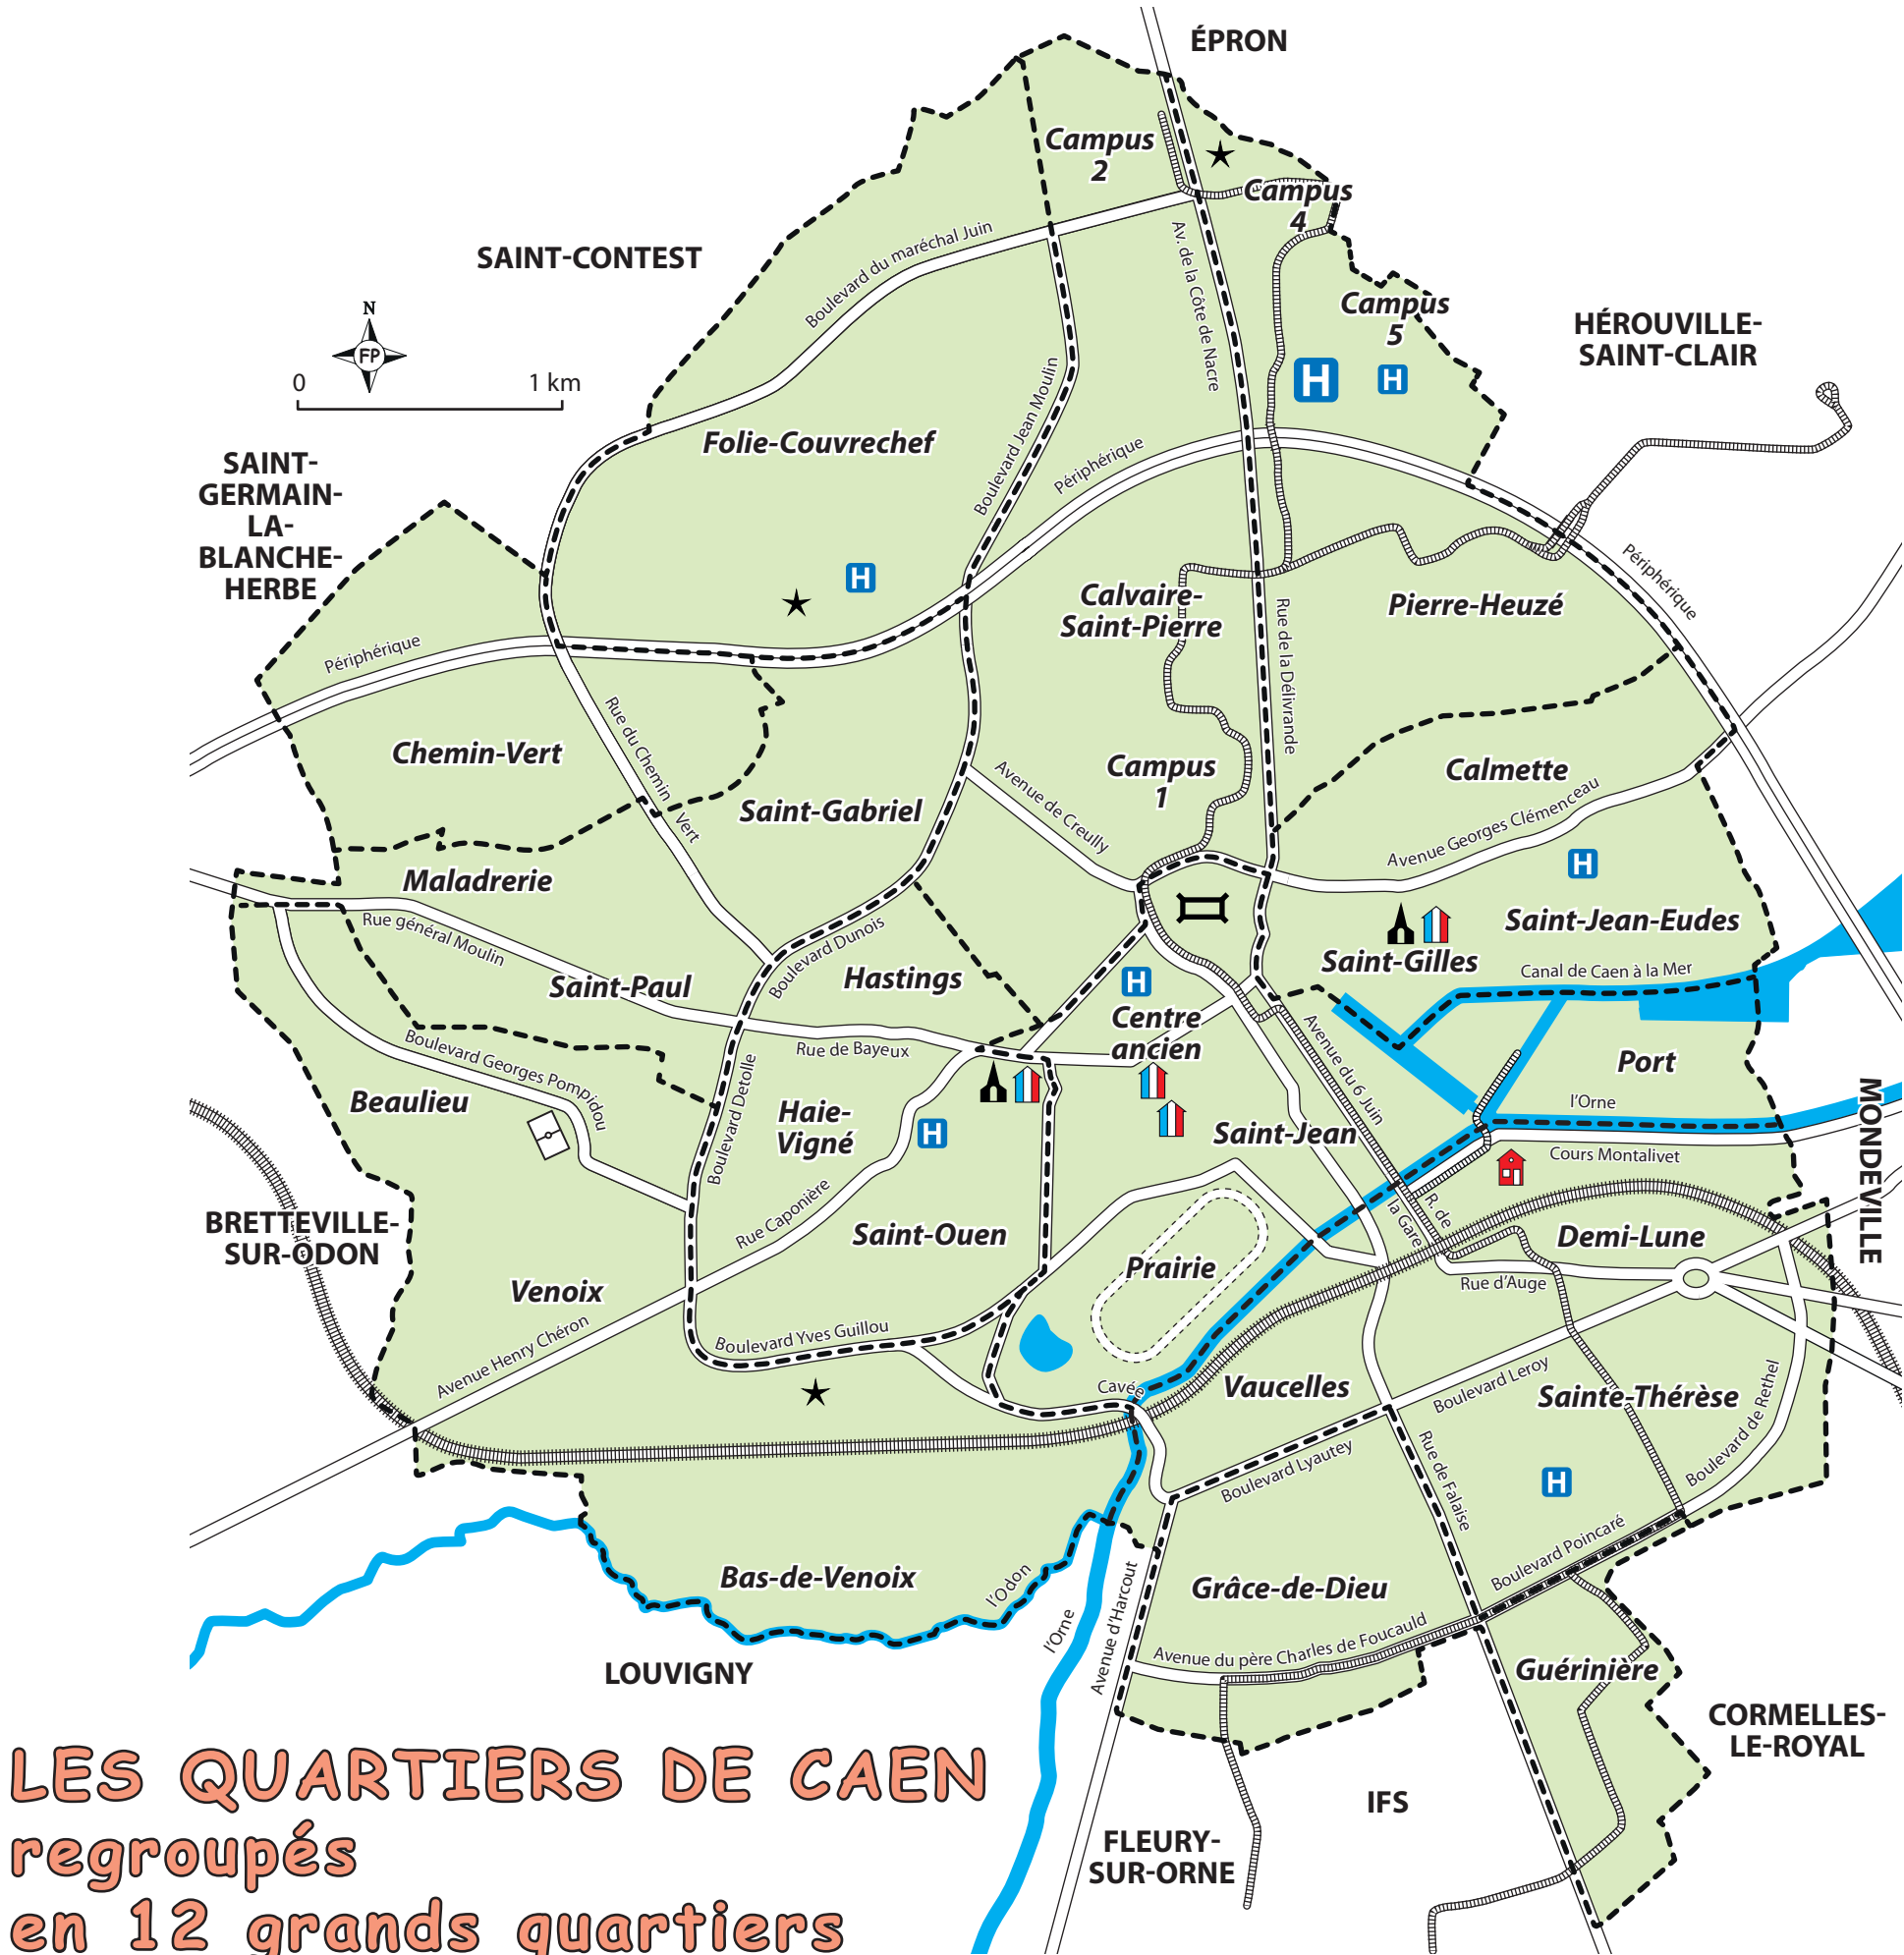 ÉPRON
Campus
2
Campus
4
SAINT-CONTEST
Boulevard du maréchal Juin
Av. de la Côte de Nacre
Campus
5
N
FP
0
1 km
HÉROUVILLE-
SAINT-CLAIR
H
H
Folie-Couvrechef
Boulevard Jean Moulin
Périphérique
SAINT-
GERMAIN-
LA-
BLANCHE-
HERBE
H
Calvaire-
Saint-Pierre
Pierre-Heuzé
Périphérique
Périphérique
Rue de la Délivrande
Rue du Chemin Vert
Chemin-Vert
Campus
1
Calmette
Saint-Gabriel
Avenue de Creully
Avenue Georges Clémenceau
H
Maladrerie
Rue général Moulin
Boulevard Dunois
Saint-Jean-Eudes
Saint-Gilles
Canal de Caen à la Mer
Saint-Paul
Hastings
H
Centre
ancien
Rue de Bayeux
Avenue du 6 Juin
Port
Boulevard Georges Pompidou
Boulevard Detolle
Beaulieu
Haie-
Vigné
H
Saint-Jean
l'Orne
Cours Montalivet
MONDEVILLE
BRETTEVILLE-
SUR-ODON
Rue Caponière
Saint-Ouen
R. de
la Gare
Demi-Lune
Prairie
Rue d'Auge
Venoix
Avenue Henry Chéron
Boulevard Yves Guillou
Cavée
Vaucelles
Boulevard Leroy
Sainte-Thérèse
Boulevard de Rethel
Boulevard Lyautey
Rue de Falaise
H
Bas-de-Venoix
l'Odon
l'Orne
Avenue d'Harcourt
Grâce-de-Dieu
Boulevard Poincaré
Avenue du père Charles de Foucauld
Guérinière
LOUVIGNY
CORMELLES-
LE-ROYAL
IFS
FLEURY-
SUR-ORNE
LES QUARTIERS DE CAEN
regroupés
en 12 grands quartiers